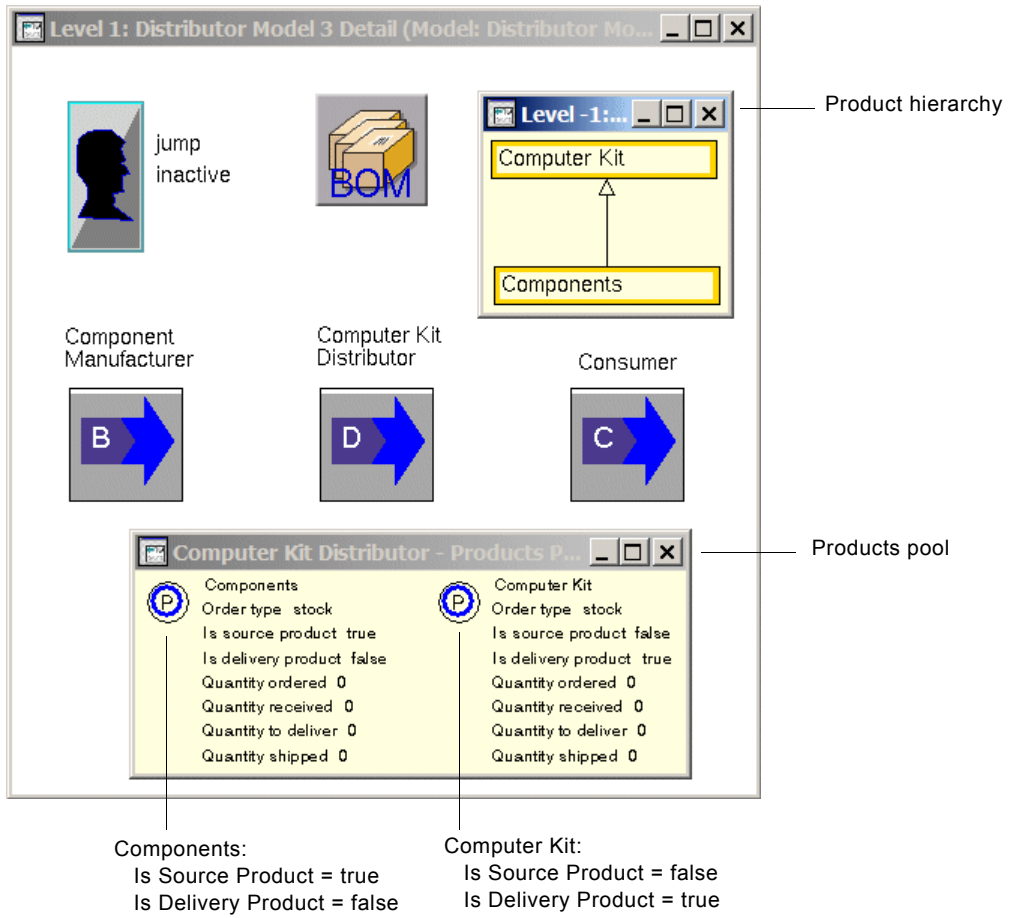 Level 1: Distributor Model 3 Detail (Model: Distributor Mo...
Level -1:...
Product hierarchy
jump
inactive
BOM
Computer Kit
Components
Component
Manufacturer
Computer Kit
Distributor
Consumer
B
D
C
Computer Kit Distributor - Products P...
Products pool
P
Components
Order type stock
Is source product true
Is delivery product false
Quantity ordered 0
Quantity received 0
Quantity to deliver 0
Quantity shipped 0
P
Computer Kit
Order type stock
Is source product false
Is delivery product true
Quantity ordered 0
Quantity received 0
Quantity to deliver 0
Quantity shipped 0
Components:
Is Source Product = true
Is Delivery Product = false
Computer Kit:
Is Source Product = false
Is Delivery Product = true